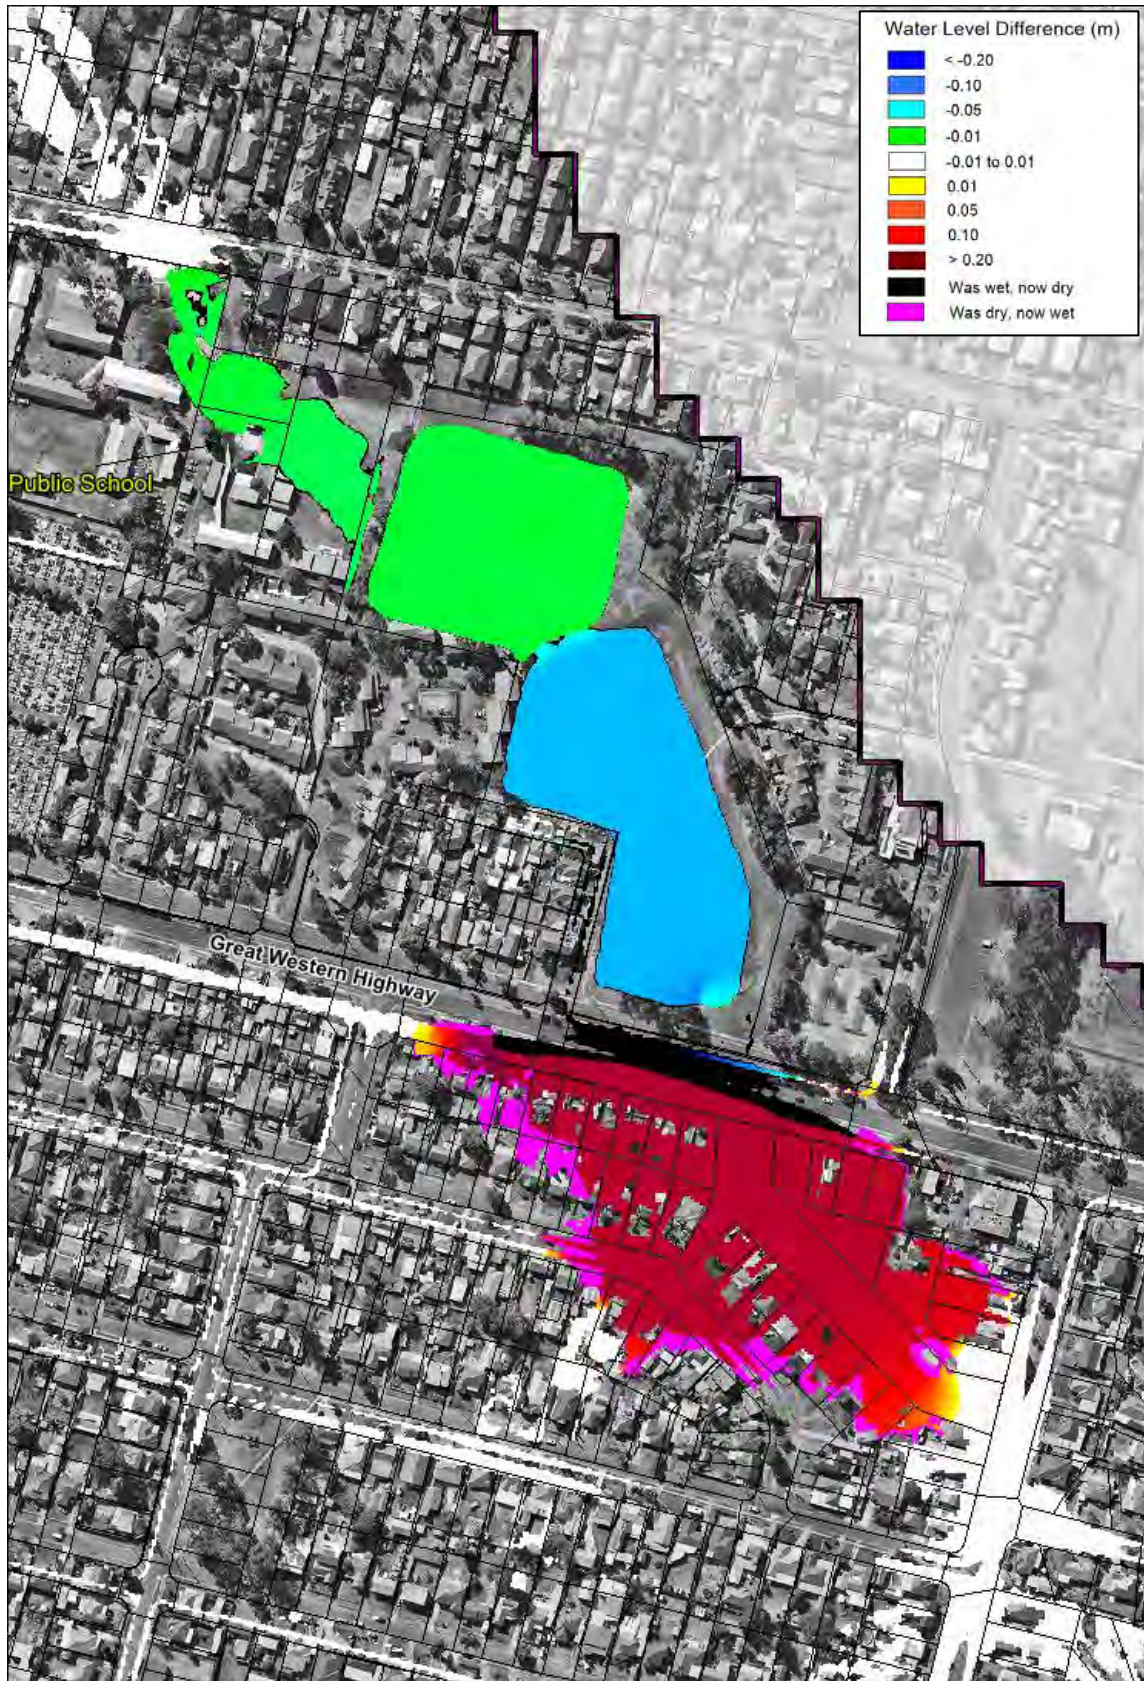 Water Level Difference (m)
< -0.20
-0.10
-0.05
-0.01
-0.01 to 0.01
0.01
0.05
0.10
> 0.20
Was wet, now dry
Was dry, now wet
Public School
Great Western Highway